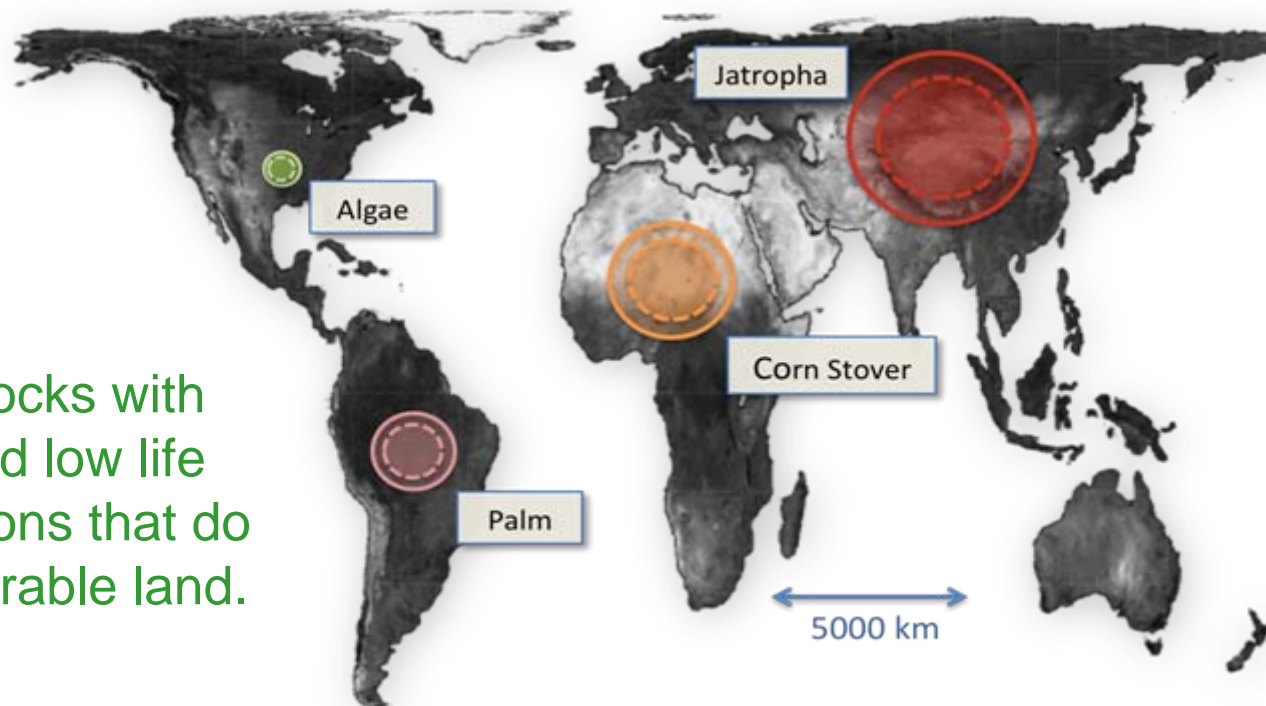 Jatropha
Algae
Corn Stover
ocks with
d low life
ons that do
Palm
rable land.
5000 km